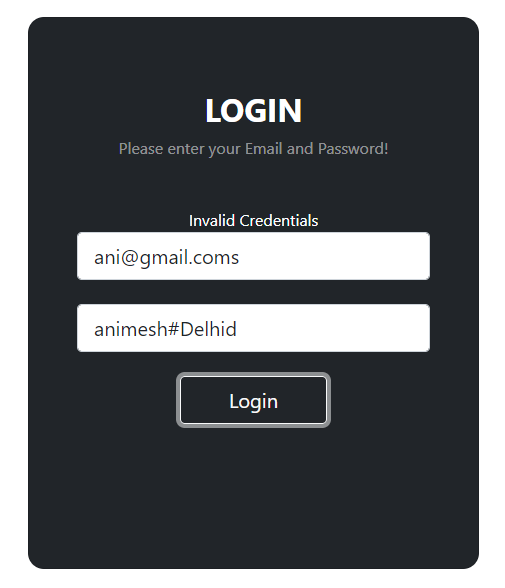 LOGIN
Please enter your Email and Password!
Invalid Credentials
ani@gmail.coms
animesh#Delhid
Login